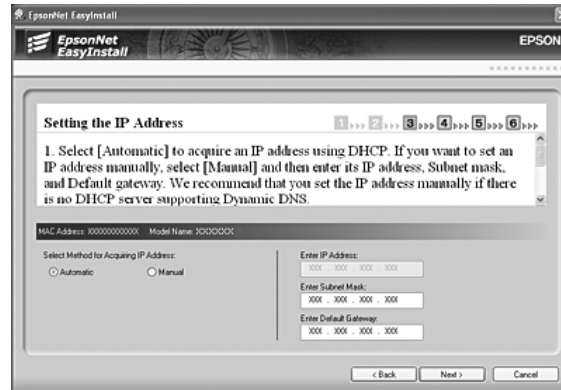 EpsonNet EasyInstall
EpsonNet
EasyInstall
EPSON
Setting the IP Address
1 2 3 4 5 6
1. Select [Automatic] to acquire an IP address using DHCP. If you want to set an
IP address manually, select [Manual] and then enter its IP address, Subnet mask,
and Default gateway. We recommend that you set the IP address manually if there
is no DHCP server supporting Dynamic DNS.
MAC Address: XXXXXXXXXXXX Model Name: XXXXXXX
Select Method for Acquiring IP Address:
Automatic Manual
Enter IP Address:
XXX . XXX . XXX . XXX
Enter Subnet Mask:
XXX . XXX . XXX . XXX
Enter Default Gateway:
XXX . XXX . XXX . XXX
< Back Next > Cancel